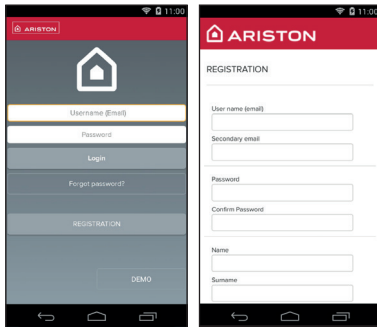 11:00
ARISTON
Username (Email)
Password
Login
Forgot password?
REGISTRATION
DEMO
11:00
ARISTON
REGISTRATION
User name (email)
Secondary email
Password
Confirm Password
Name
Surname